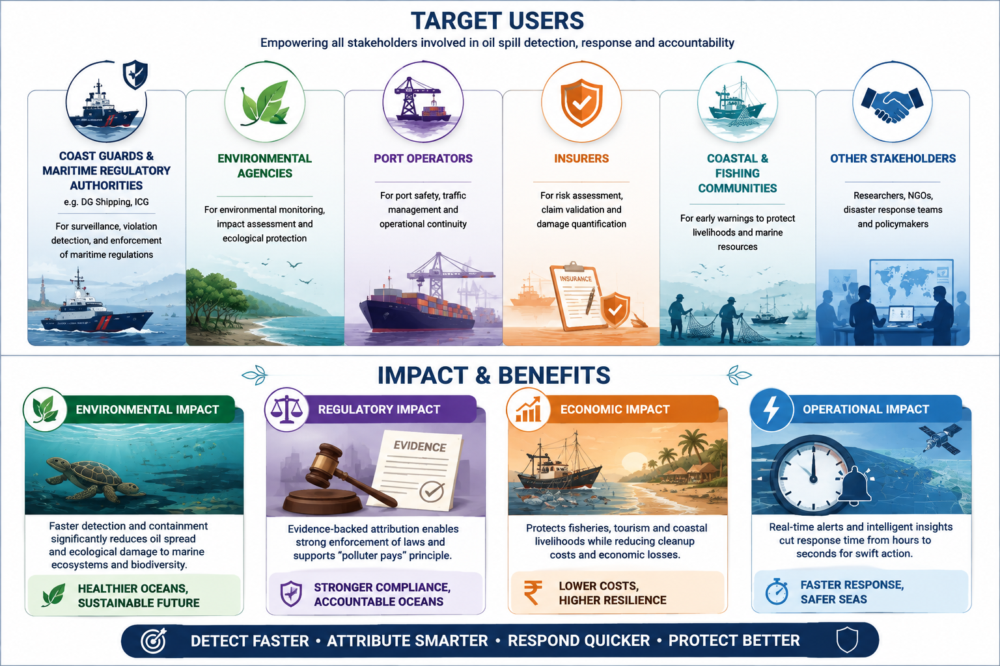 TARGET USERS
Empowering all stakeholders involved in oil spill detection, response and accountability
COAST GUARDS &
MARITIME REGULATORY
AUTHORITIES
e.g. DG Shipping, ICG
For surveillance, violation
detection, and enforcement
of maritime regulations
ENVIRONMENTAL
AGENCIES
For environmental monitoring,
impact assessment and
ecological protection
PORT OPERATORS
For port safety, traffic
management and
operational continuity
INSURERS
For risk assessment,
claim validation and
damage quantification
INSURANCE
COASTAL &
FISHING
COMMUNITIES
For early warnings to protect
livelihoods and marine
resources
OTHER STAKEHOLDERS
Researchers, NGOs,
disaster response teams
and policymakers
IMPACT & BENEFITS
ENVIRONMENTAL IMPACT
Faster detection and containment
significantly reduces oil spread
and ecological damage to marine
ecosystems and biodiversity.
HEALTHIER OCEANS,
SUSTAINABLE FUTURE
REGULATORY IMPACT
EVIDENCE
Evidence-backed attribution enables
strong enforcement of laws and
supports “polluter pays” principle.
STRONGER COMPLIANCE,
ACCOUNTABLE OCEANS
ECONOMIC IMPACT
Protects fisheries, tourism and coastal
livelihoods while reducing cleanup
costs and economic losses.
₹
LOWER COSTS,
HIGHER RESILIENCE
OPERATIONAL IMPACT
Real-time alerts and intelligent insights
cut response time from hours to
seconds for swift action.
FASTER RESPONSE,
SAFER SEAS
DETECT FASTER • ATTRIBUTE SMARTER • RESPOND QUICKER • PROTECT BETTER